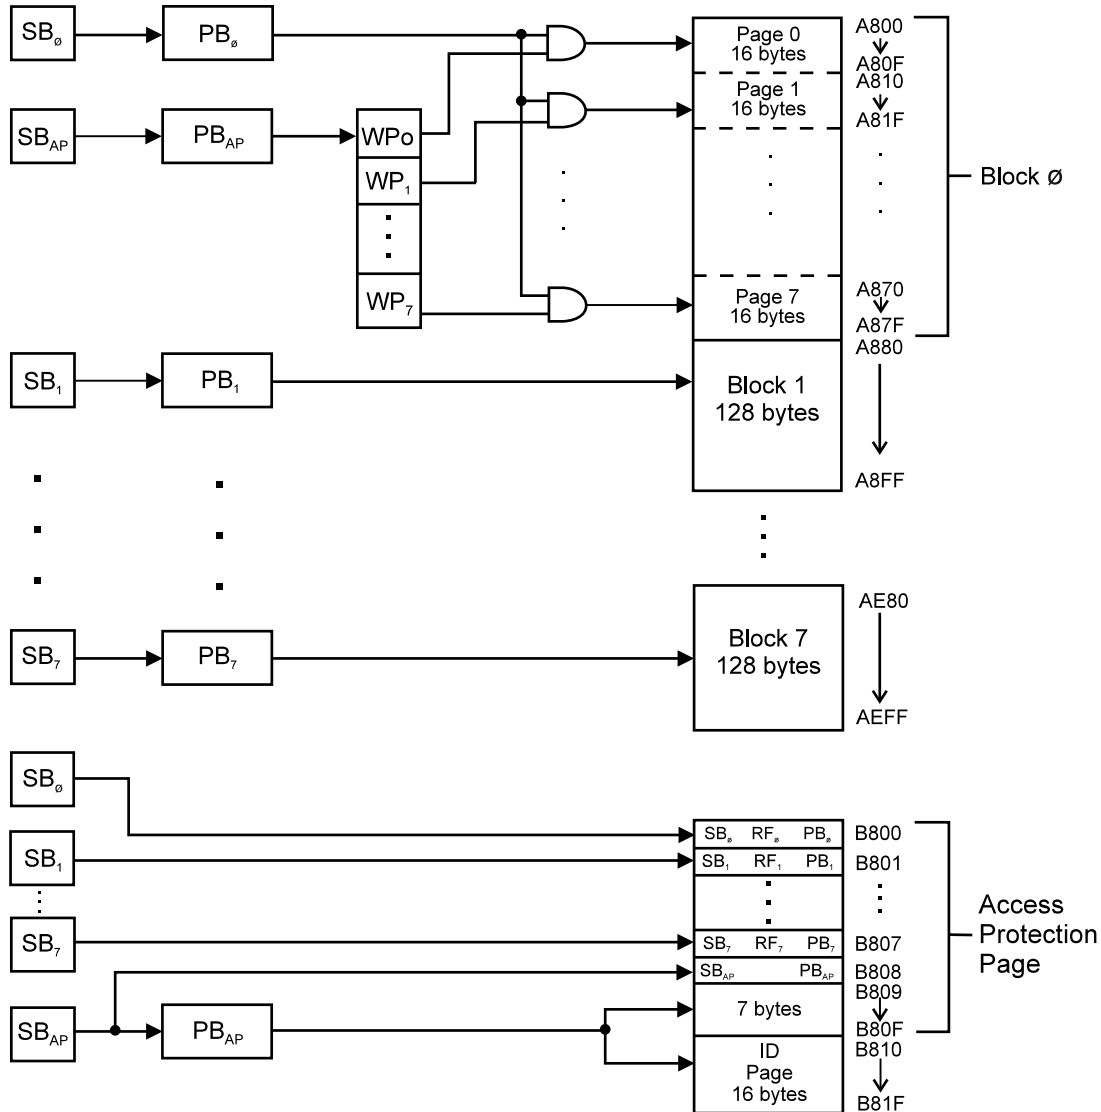 SBø
PBø
Page 0
16 bytes
A800
A80F
SBAP
PBAP
WPo
Page 1
16 bytes
A810
A81F
WP1
Block ø
WP7
Page 7
16 bytes
A870
A87F
SB1
PB1
Block 1
128 bytes
A880
A8FF
SB7
PB7
Block 7
128 bytes
AE80
AEFF
SBø
SBø RFø PBø
B800
SB1
SB1 RF1 PB1
B801
SB7
SB7 RF7 PB7
B807
Access
Protection
Page
SBAP PBAP
B808
SBAP
PBAP
7 bytes
B809
B80F
ID
Page
16 bytes
B810
B81F